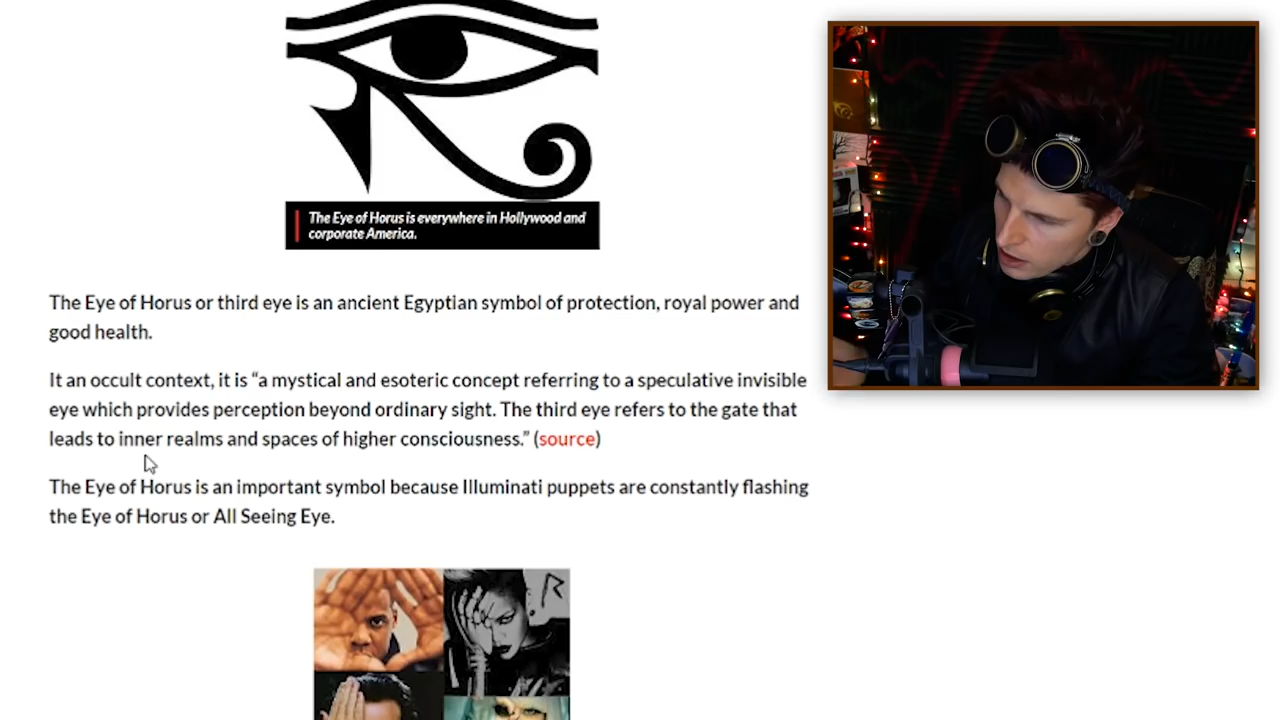 The Eye of Horus is everywhere in Hollywood and
corporate America.
The Eye of Horus or third eye is an ancient Egyptian symbol of protection, royal power and
good health.
It an occult context, it is “a mystical and esoteric concept referring to a speculative invisible
eye which provides perception beyond ordinary sight. The third eye refers to the gate that
leads to inner realms and spaces of higher consciousness.” (source)
The Eye of Horus is an important symbol because Illuminati puppets are constantly flashing
the Eye of Horus or All Seeing Eye.
R